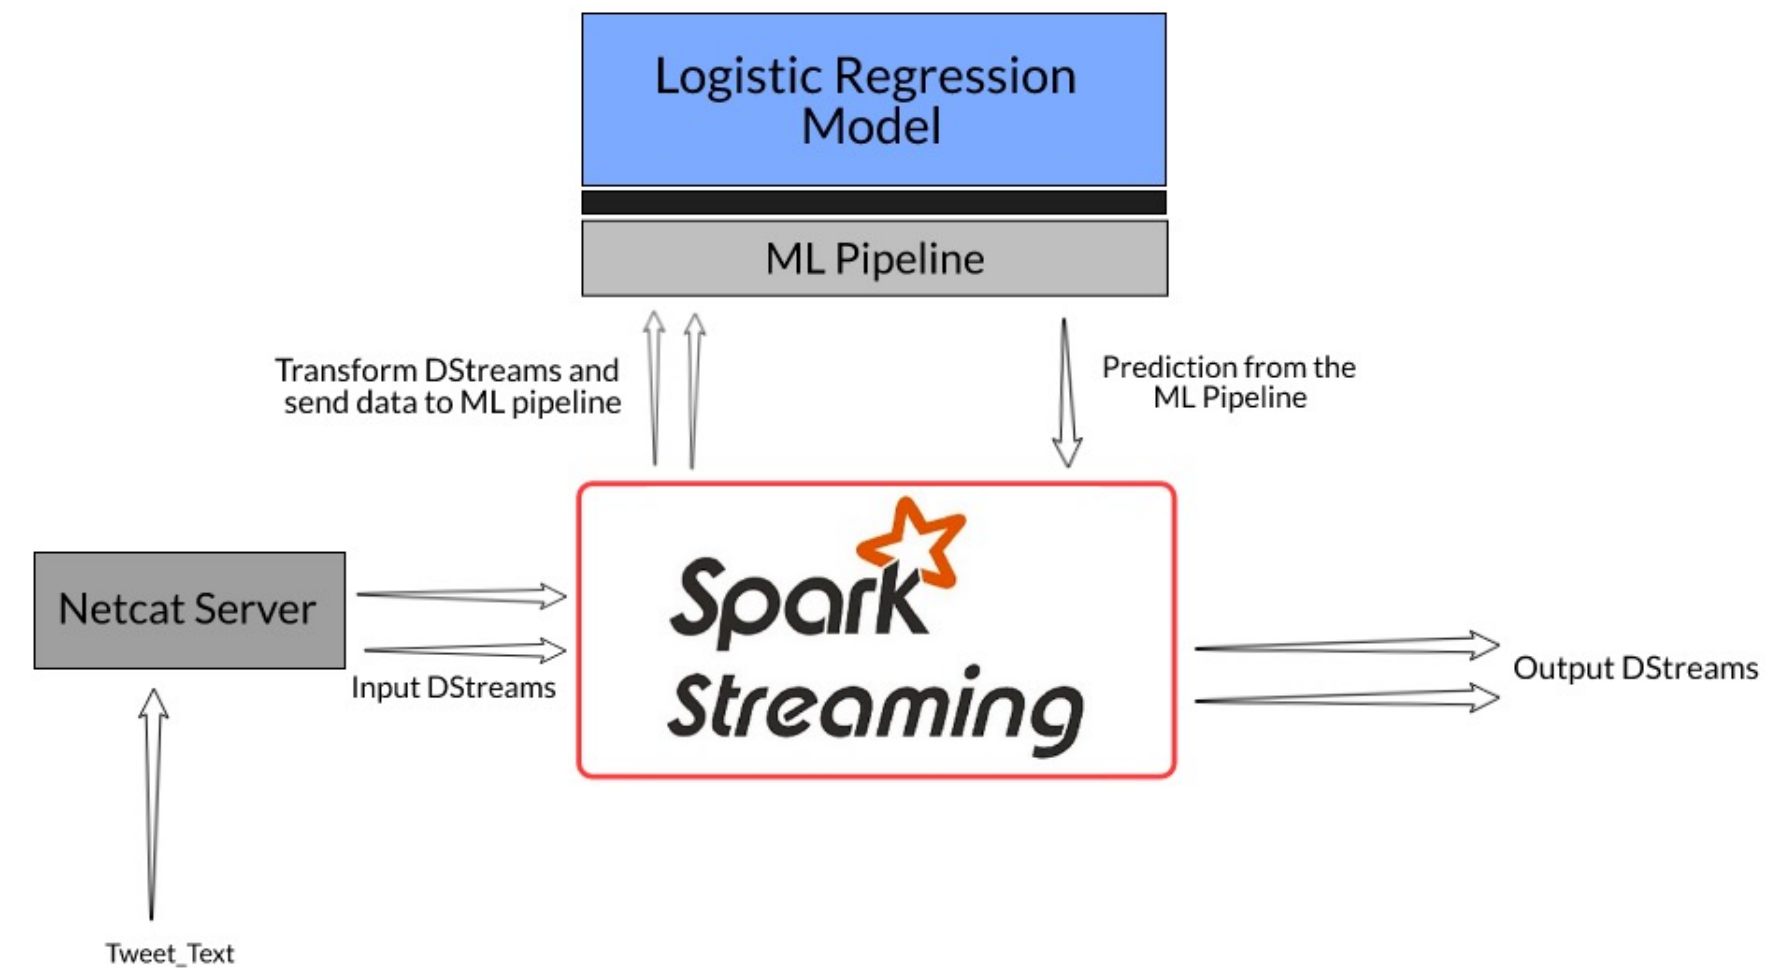 Logistic Regression
Model
ML Pipeline
Transform DStreams and
send data to ML pipeline
Prediction from the
ML Pipeline
Spark
Streaming
Netcat Server
Input DStreams
Output DStreams
Tweet_Text